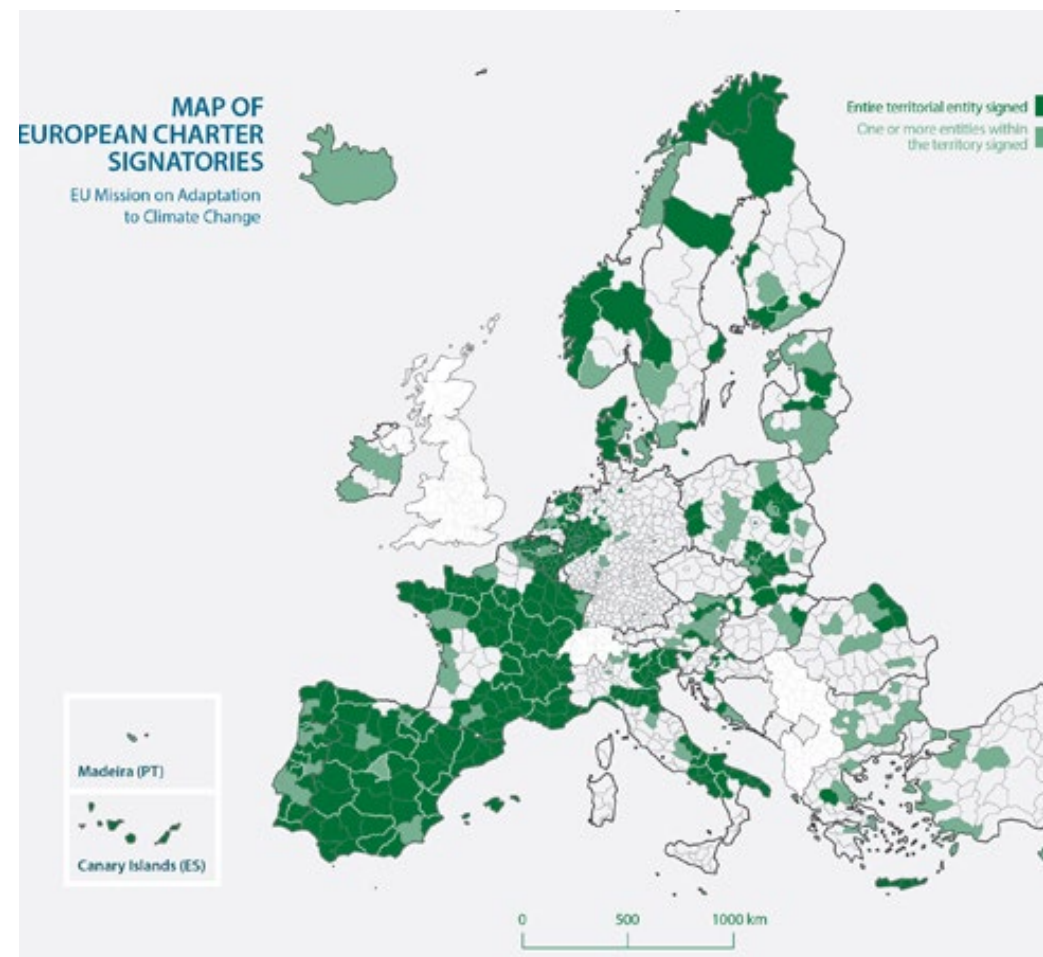 MAP OF
EUROPEAN CHARTER
SIGNATORIES
EU Mission on Adaptation
to Climate Change
Entire territorial entity signed
One or more entities within
the territory signed
Madeira (PT)
Canary Islands (ES)
0 500 1000 km